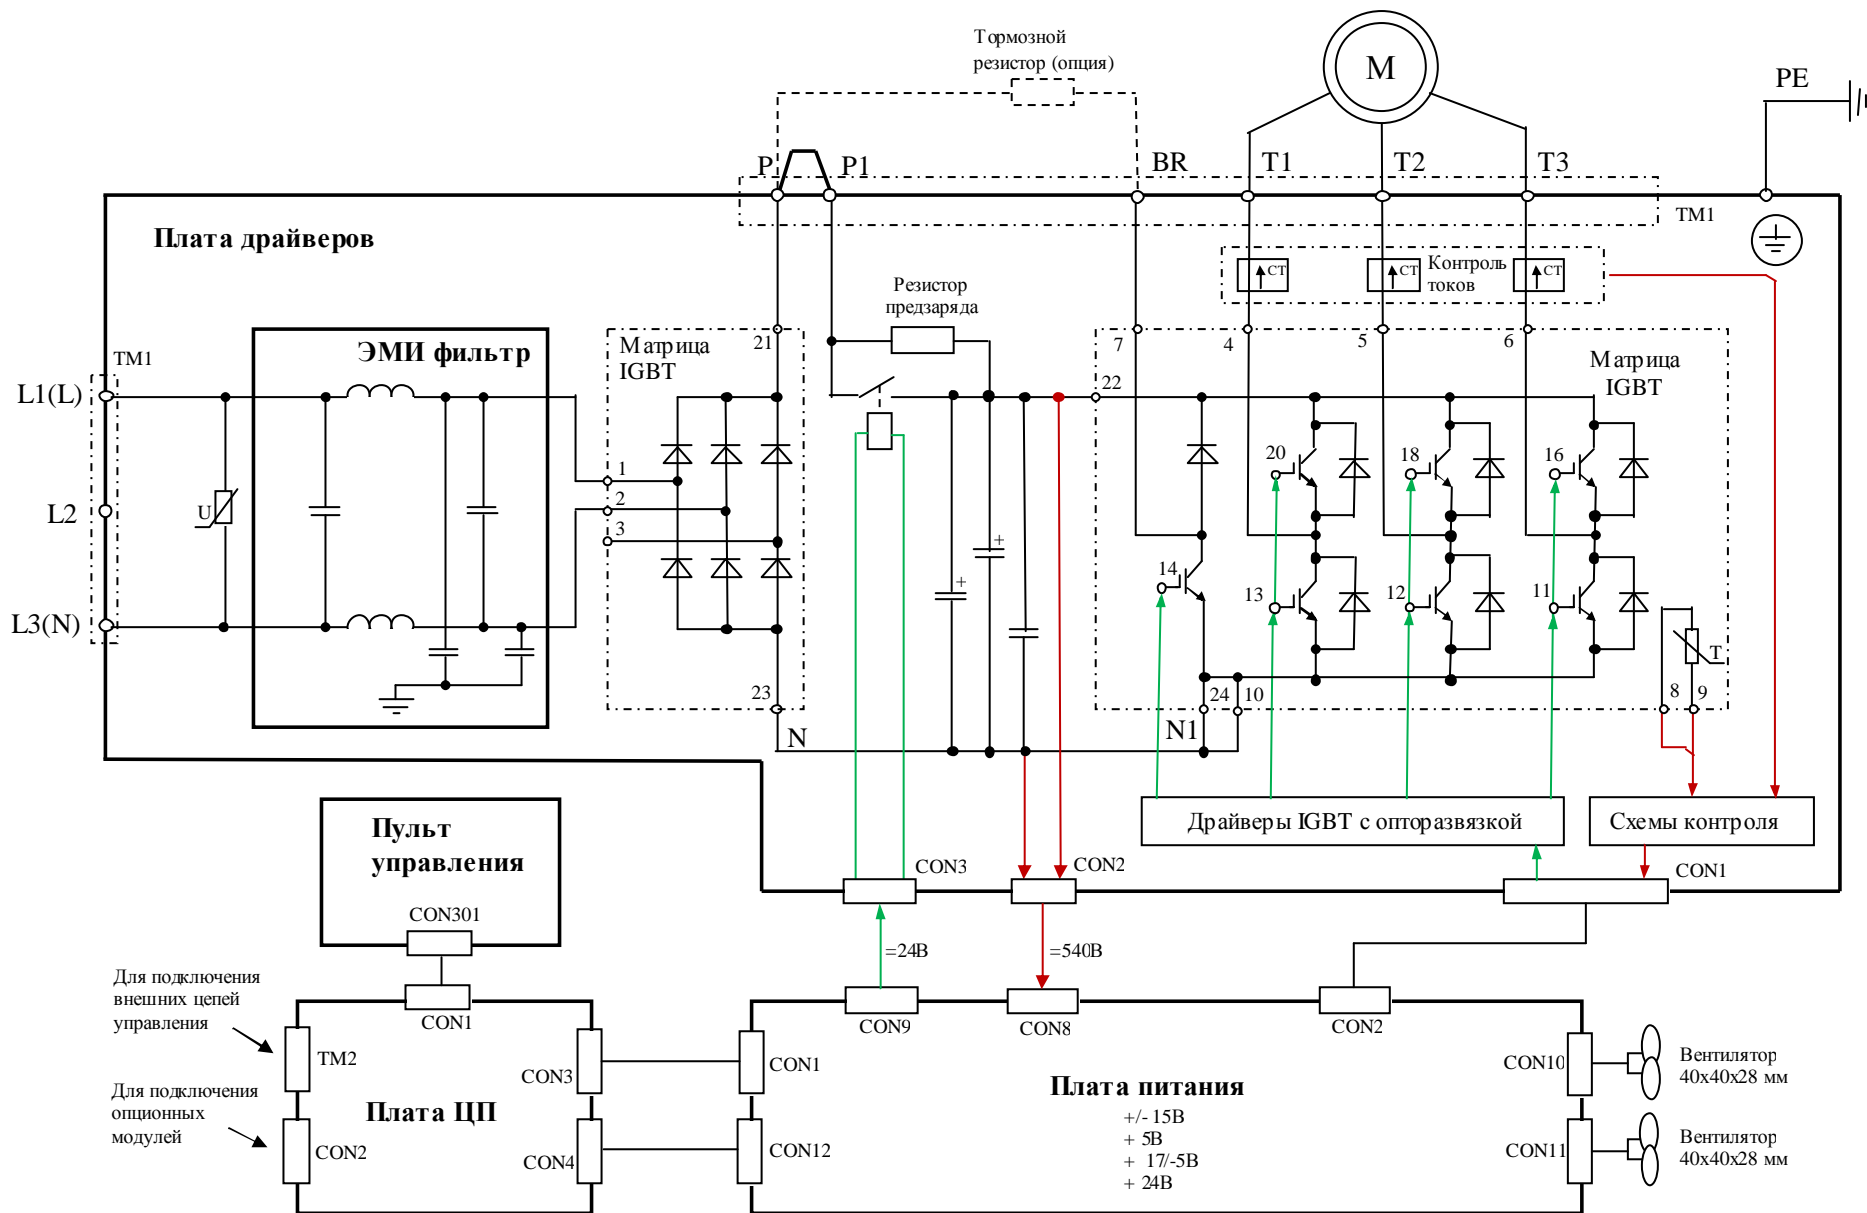 Тормозной
резистор (опция)
M
PE
P
P1
BR
T1
T2
T3
TM1
Плата драйверов
CT
CT
Контроль
токов
CT
Резистор
предзаряда
ЭМИ фильтр
Матрица
IGBT
21
7
4
5
6
Матрица
IGBT
TM1
L1(L)
22
1
20
18
16
2
U
L2
3
14
+
+
13
12
11
L3(N)
T
23
24
10
8
9
N
N1
Пульт
управления
Драйверы IGBT с опторазвязкой
Схемы контроля
CON3
CON2
CON1
CON301
=24В
=540В
Для подключения
внешних цепей
управления
CON1
CON9
CON8
CON2
TM2
CON3
CON1
CON10
Вентилятор
40х40х28 мм
Для подключения
опционных
модулей
Плата ЦП
Плата питания
+/- 15В
+ 5В
+ 17/-5В
+ 24В
CON2
CON4
CON12
CON11
Вентилятор
40х40х28 мм